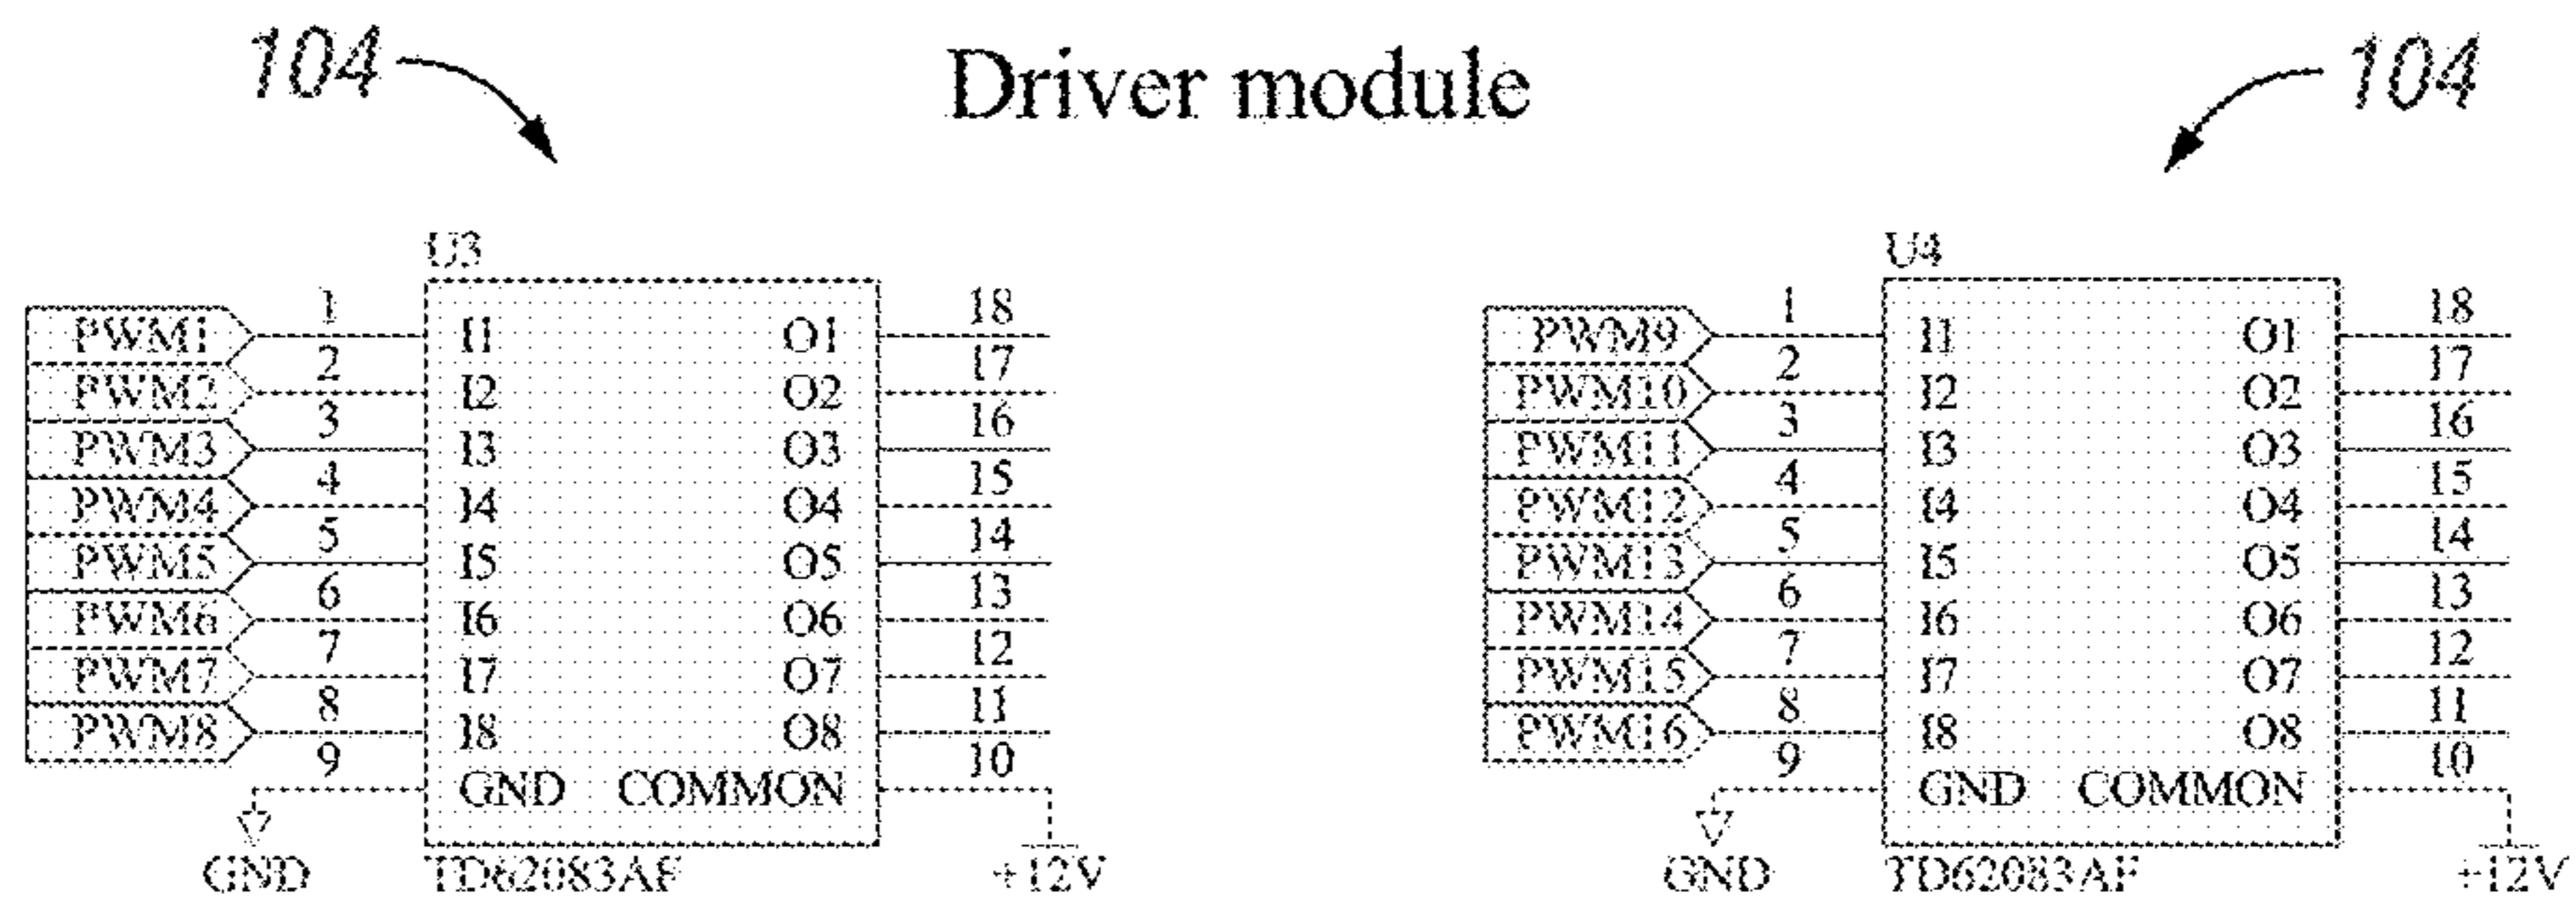 104 Driver module 104
U3 U4
1 18 1 18
PWM1 I1 O1 PWM9 I1 O1
2 17 2 17
PWM2 I2 O2 PWM10 I2 O2
3 16 3 16
PWM3 I3 O3 PWM11 I3 O3
4 15 4 15
PWM4 I4 O4 PWM12 I4 O4
5 14 5 14
PWM5 I5 O5 PWM13 I5 O5
6 13 6 13
PWM6 I6 O6 PWM14 I6 O6
7 12 7 12
PWM7 I7 O7 PWM15 I7 O7
8 11 8 11
PWM8 I8 O8 PWM16 I8 O8
9 10 9 10
GND COMMON GND COMMON
GND TD62083AF +12V GND TD62083AF +12V